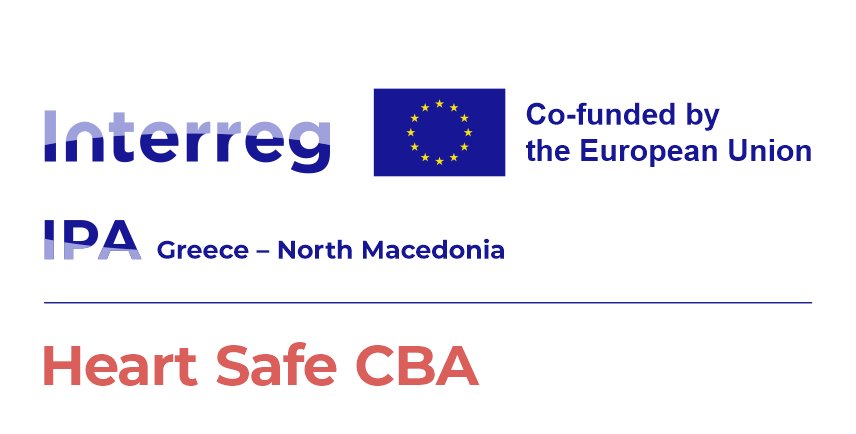 Interreg
Co-funded by
the European Union
IPA Greece – North Macedonia
Heart Safe CBA